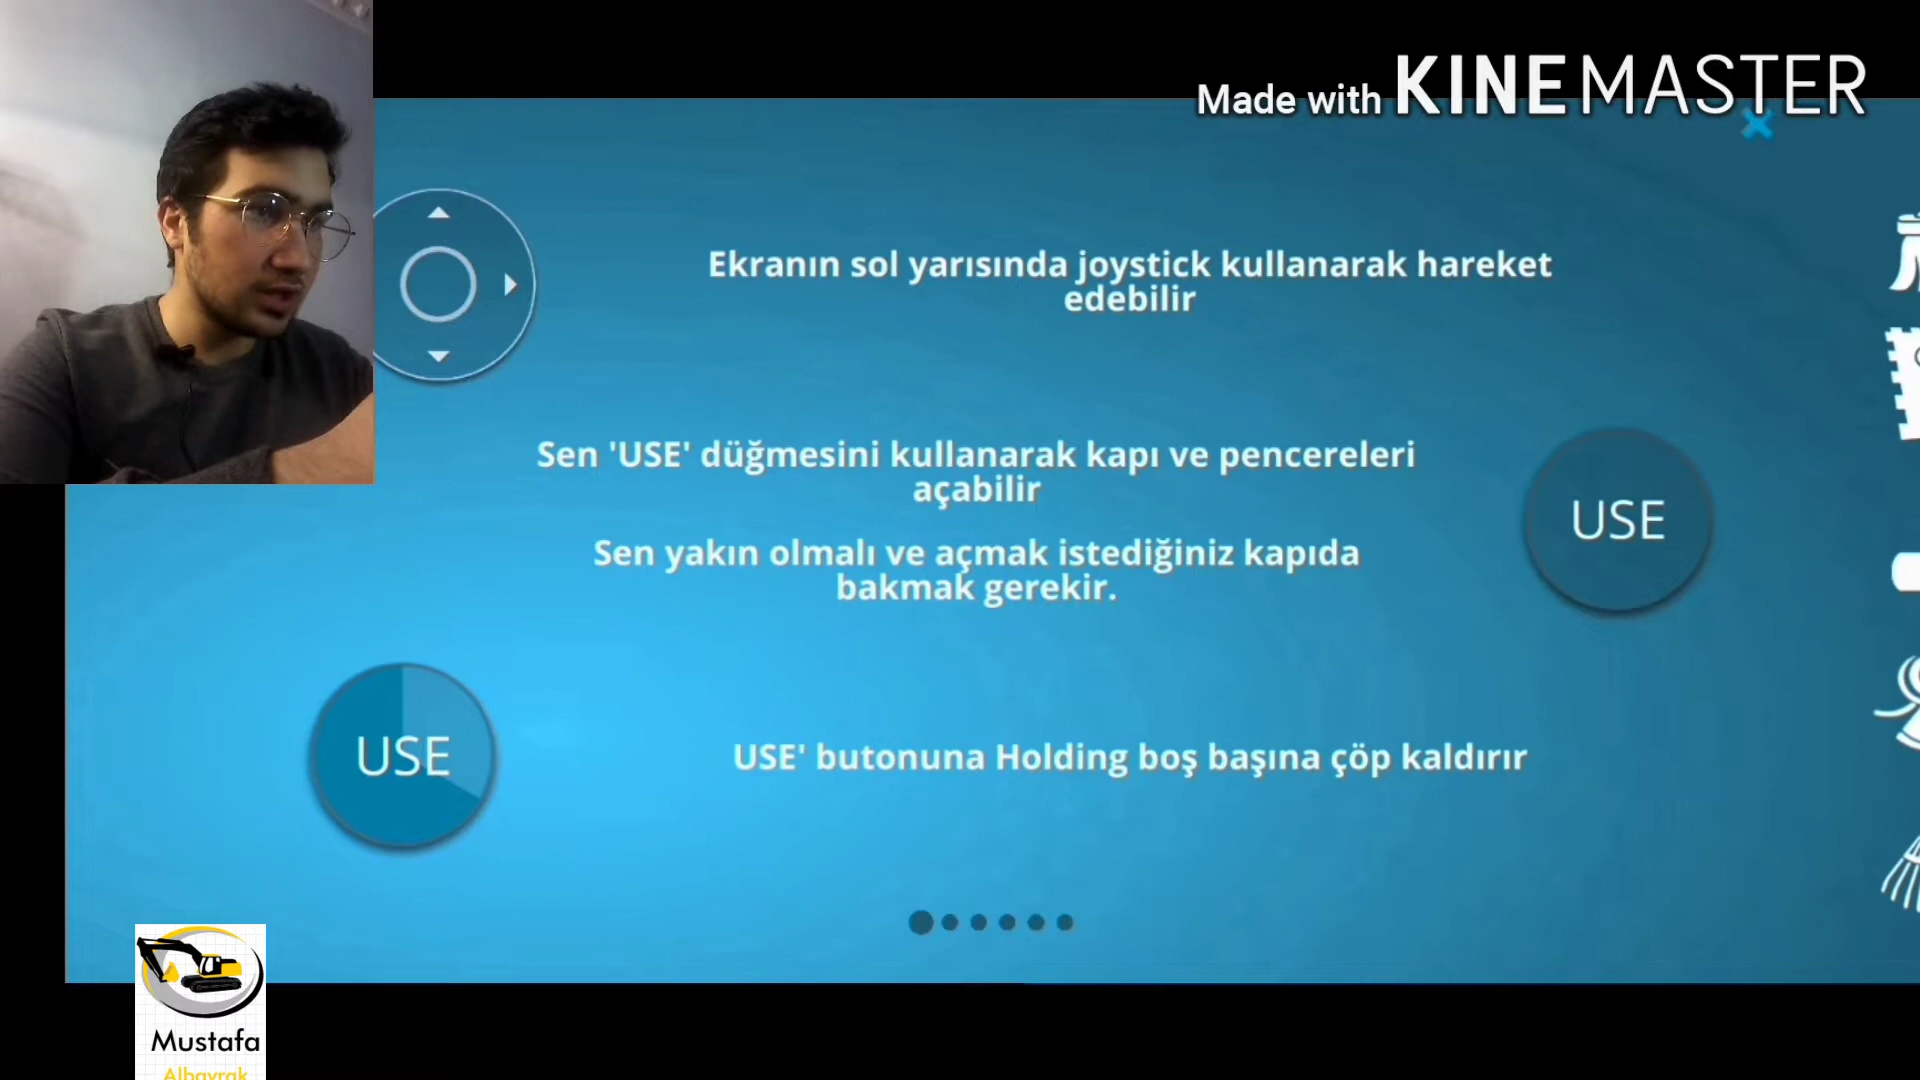 Made with KINEMASTER
Ekranın sol yarısında joystick kullanarak hareket
edebilir
Sen 'USE' düğmesini kullanarak kapı ve pencereleri
açabilir
USE
Sen yakın olmalı ve açmak istediğiniz kapıda
bakmak gerekir.
USE
USE' butonuna Holding boş başına çöp kaldırır
Mustafa
Albayrak